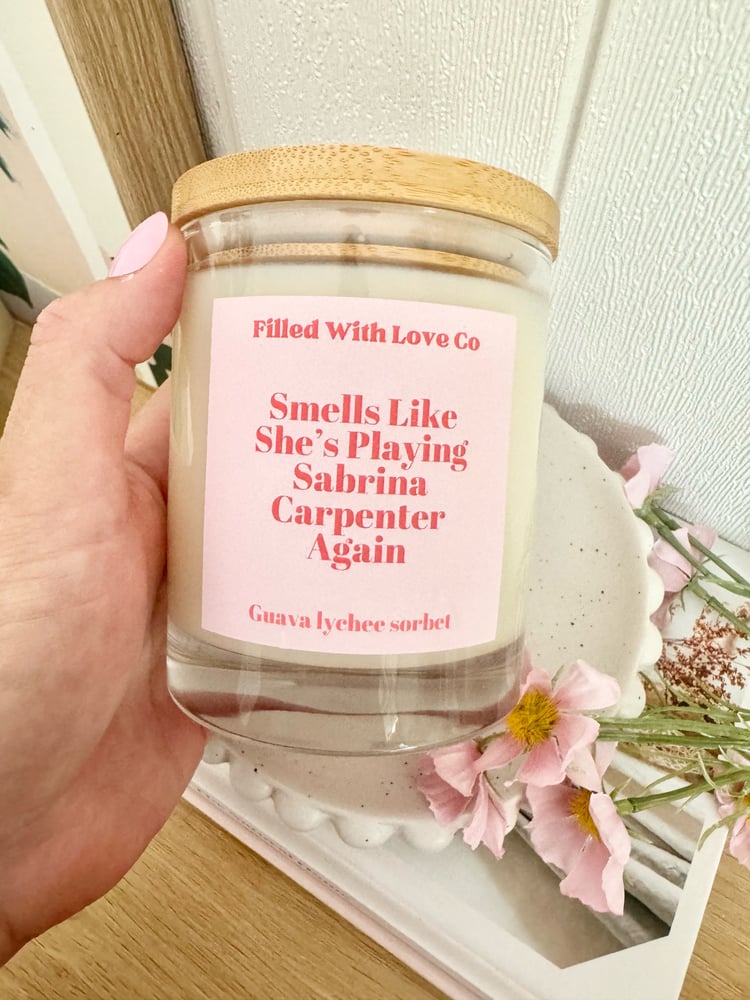 Filled With Love Co
Smells Like
She's Playing
Sabrina
Carpenter
Again
Guava lychee sorbet